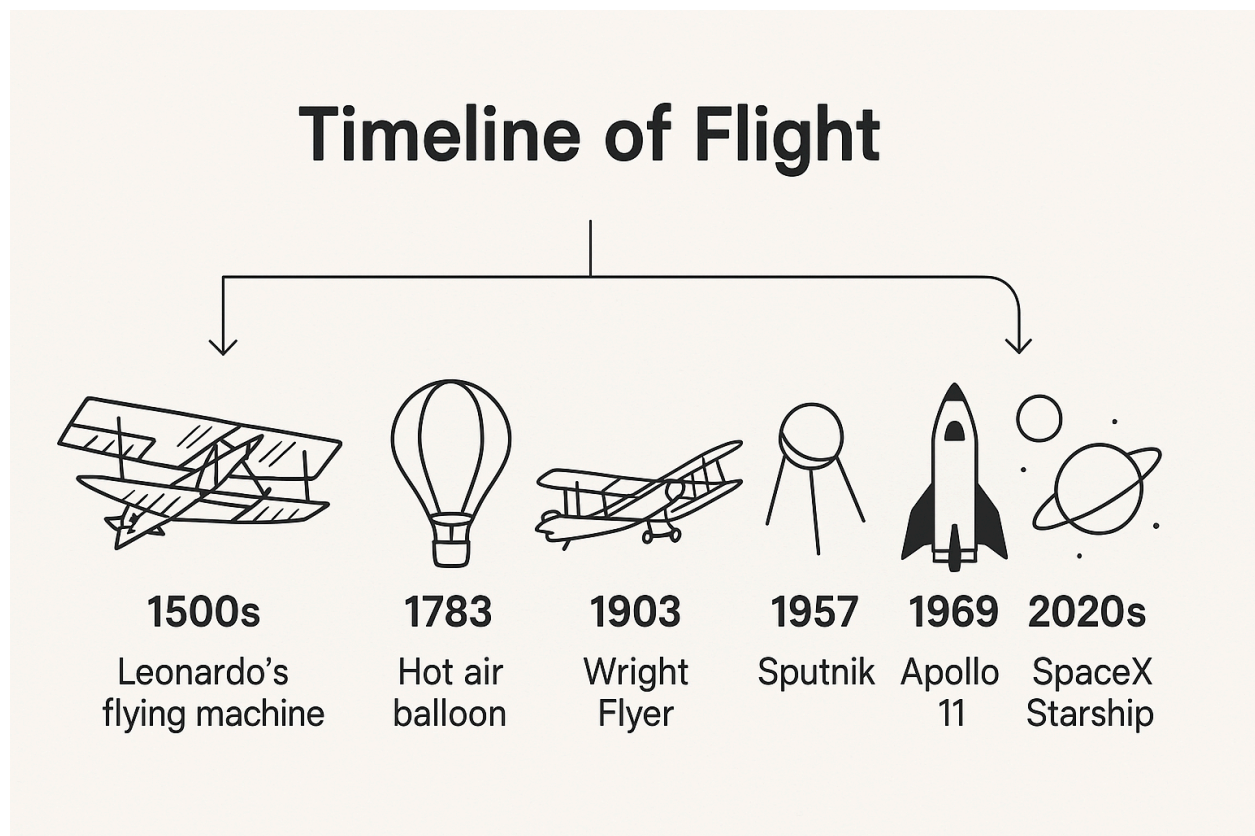 Timeline of Flight
1500s
Leonardo’s
flying machine
1783
Hot air
balloon
1903
Wright
Flyer
1957
Sputnik
1969
Apollo
11
2020s
SpaceX
Starship